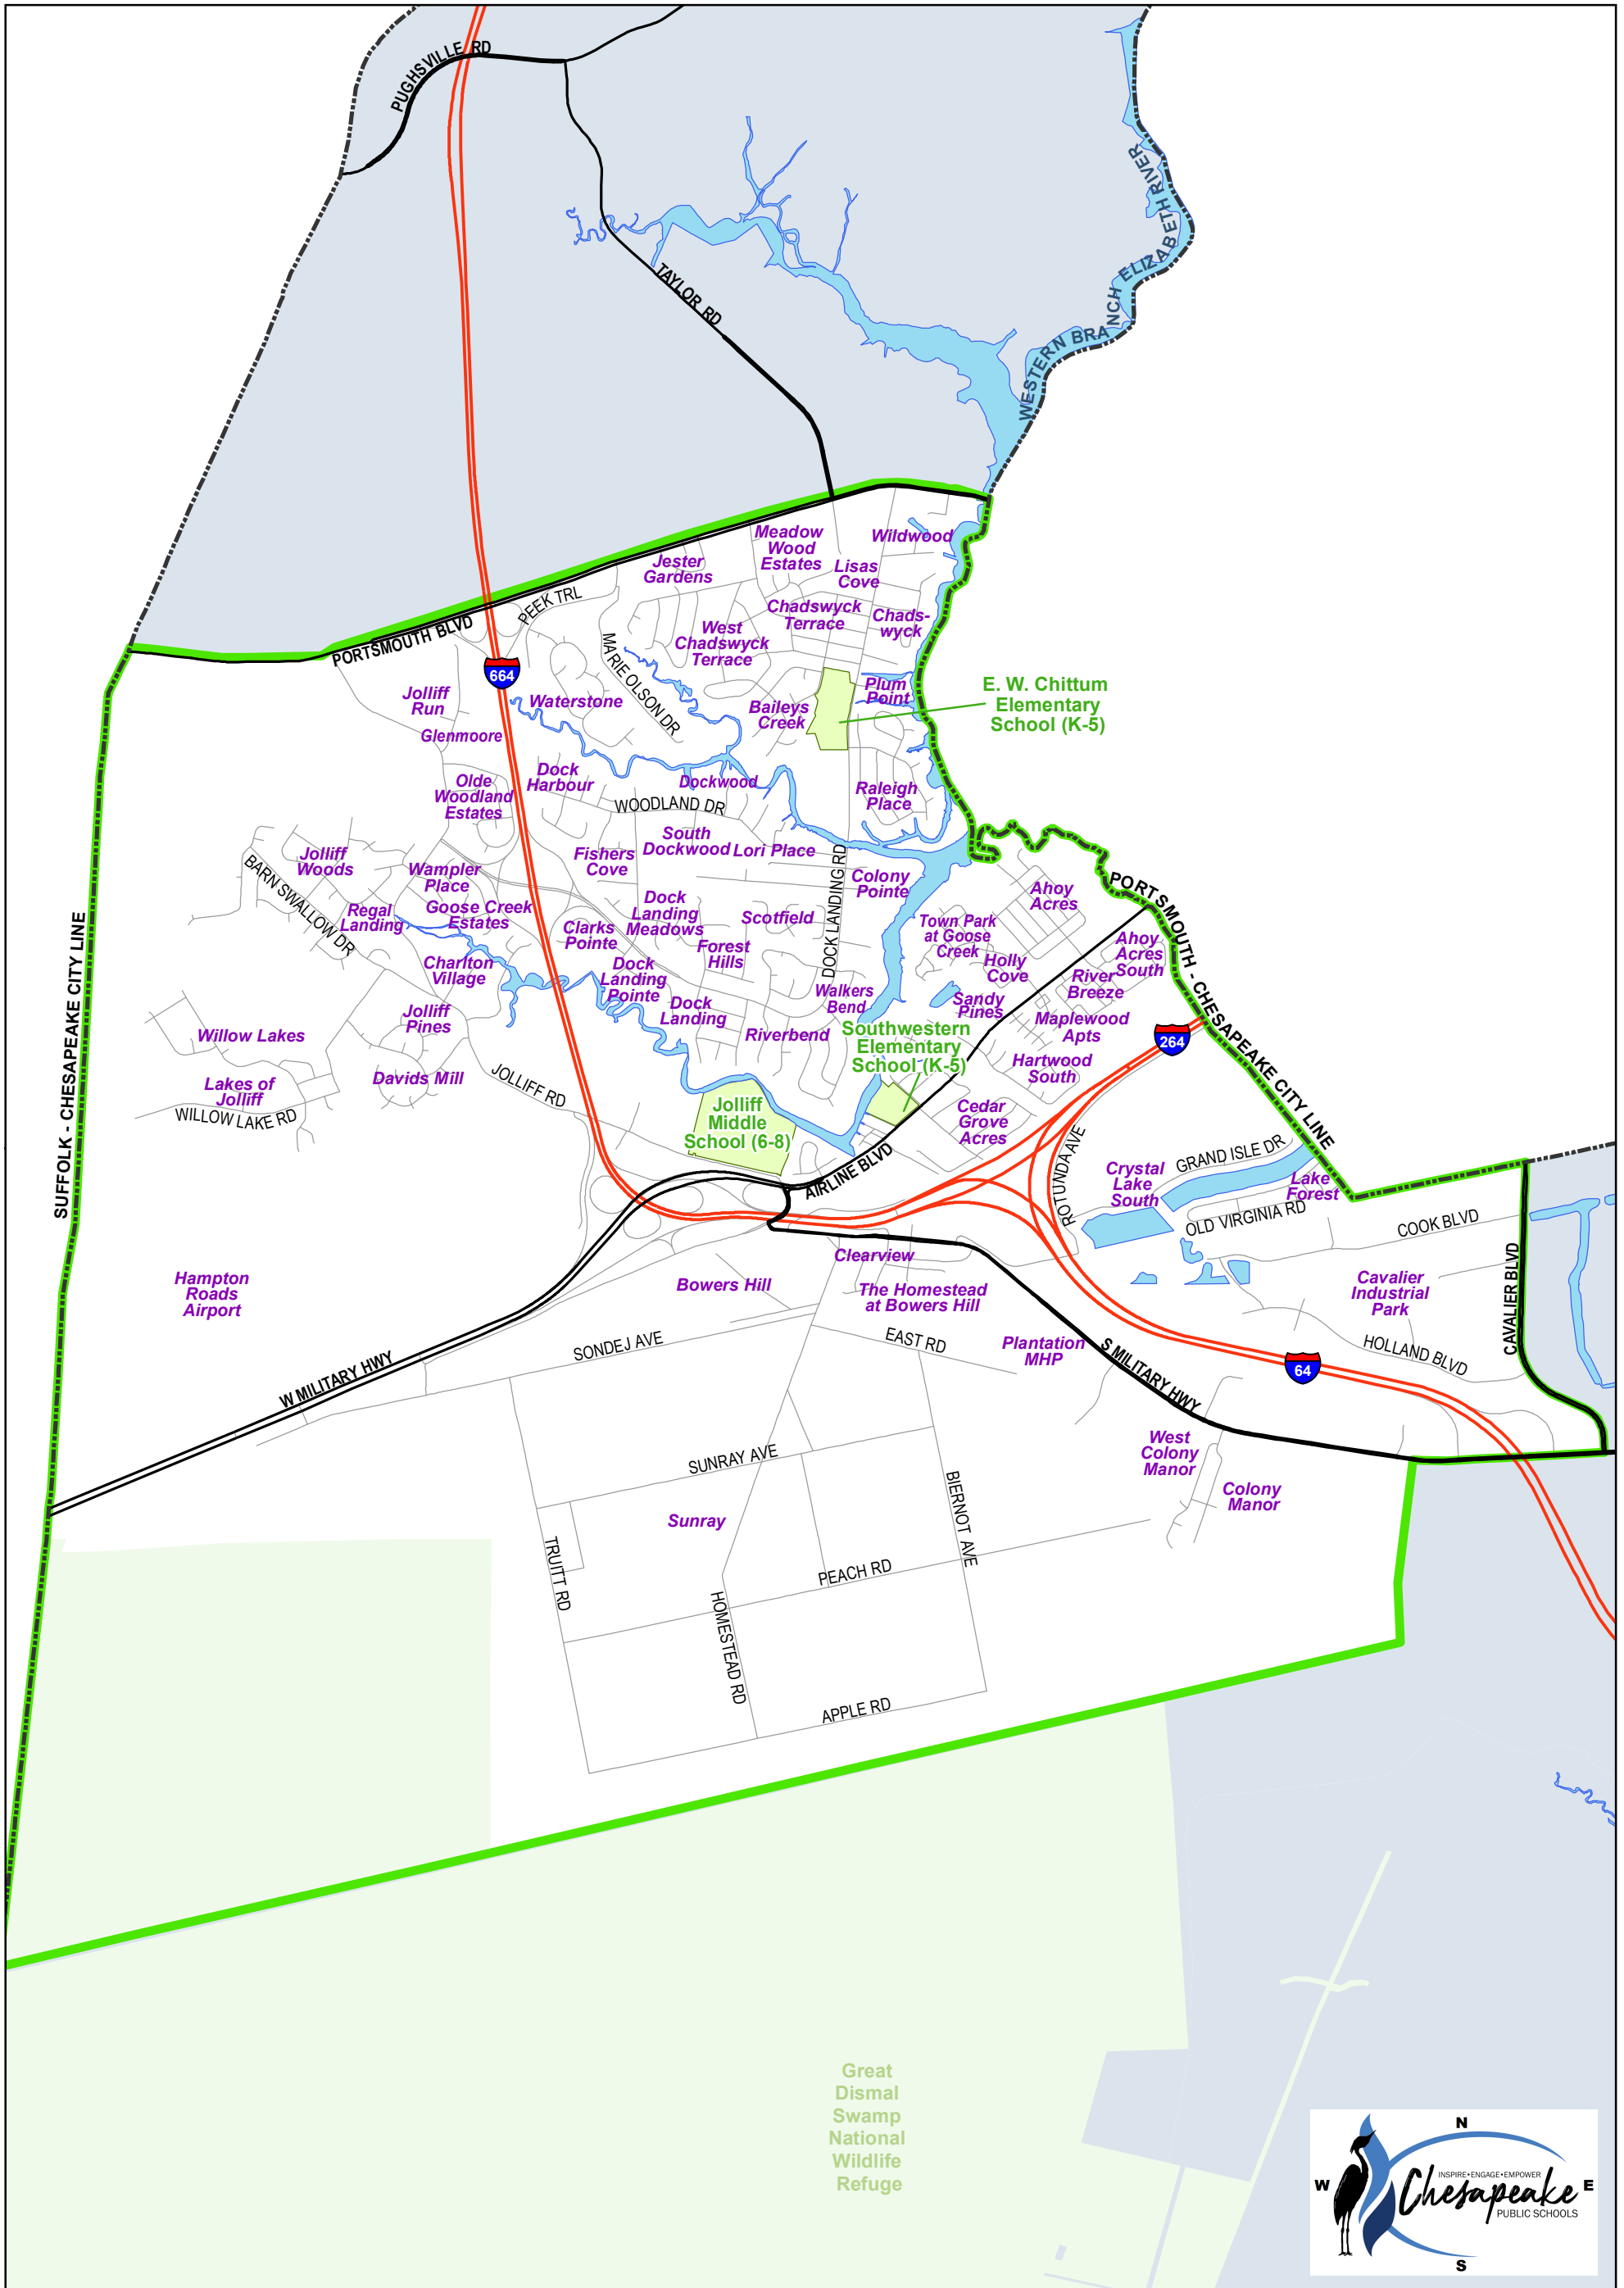 PUGHSVILLE RD
TAYLOR RD
WESTERN BRANCH ELIZABETH RIVER
Meadow
Wood
Estates
Wildwood
Jester
Gardens
Lisas
Cove
PEEK TRL
PORTSMOUTH BLVD
Chadswyck
Terrace
Chads-
wyck
West
Chadswyck
Terrace
MARIE OLSON DR
664
Jolliff
Run
Waterstone
Plum
Point
E. W. Chittum
Elementary
School (K-5)
Baileys
Creek
Glenmoore
Olde
Woodland
Estates
Dock
Harbour
Dockwood
Raleigh
Place
WOODLAND DR
South
Dockwood
Lori Place
Jolliff
Woods
BARN SWALLOW DR
Wampler
Place
Fishers
Cove
DOCK LANDING RD
Colony
Pointe
Ahoy
Acres
PORTSMOUTH - CHESAPEAKE CITY LINE
Regal
Landing
Goose Creek
Estates
Dock
Landing
Meadows
Scotfield
Clarks
Pointe
Forest
Hills
Town Park
at Goose
Creek
Holly
Cove
Ahoy
Acres
South
River
Breeze
SUFFOLK - CHESAPEAKE CITY LINE
Charlton
Village
Dock
Landing
Pointe
Dock
Landing
Walkers
Bend
Sandy
Pines
Jolliff
Pines
Willow Lakes
Riverbend
Southwestern
Elementary
School (K-5)
Maplewood
Apts
264
Hartwood
South
Davids Mill
JOLLIFF RD
Lakes of
Jolliff
WILLOW LAKE RD
Jolliff
Middle
School (6-8)
Cedar
Grove
Acres
ROTUNDA AVE
GRAND ISLE DR
Crystal
Lake
South
Lake
Forest
AIRLINE BLVD
OLD VIRGINIA RD
COOK BLVD
Hampton
Roads
Airport
Clearview
Bowers Hill
The Homestead
at Bowers Hill
Cavalier
Industrial
Park
CAVALIER BLVD
SONDEJ AVE
EAST RD
Plantation
MHP
S MILITARY HWY
HOLLAND BLVD
64
W MILITARY HWY
SUNRAY AVE
West
Colony
Manor
Colony
Manor
Sunray
BIERNOT AVE
TRUITT RD
PEACH RD
HOMESTEAD RD
APPLE RD
Great
Dismal
Swamp
National
Wildlife
Refuge
N
INSPIRE•ENGAGE•EMPOWER
W
Chesapeake
E
PUBLIC SCHOOLS
S